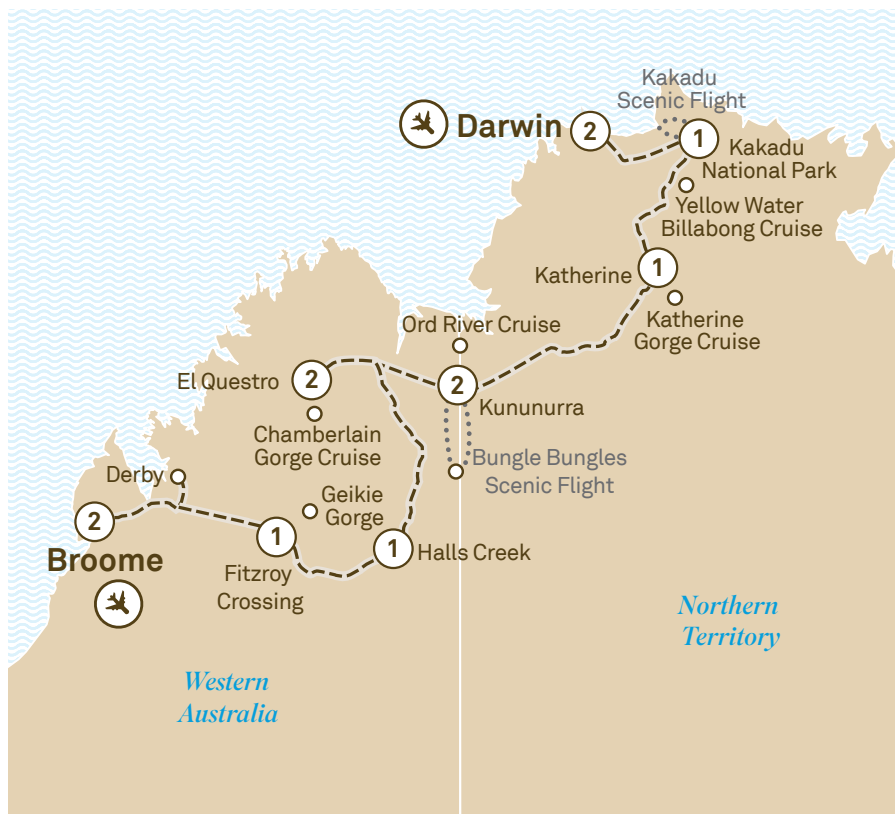 Kakadu
Scenic Flight
Darwin
2
1
Kakadu
National Park
Yellow Water
Billabong Cruise
Katherine
1
Katherine
Gorge Cruise
Ord River Cruise
El Questro
2
2
Kununurra
Chamberlain
Gorge Cruise
Bungle Bungles
Scenic Flight
Derby
Geikie
Gorge
2
Broome
1
Fitzroy
Crossing
1
Halls Creek
Northern
Territory
Western
Australia